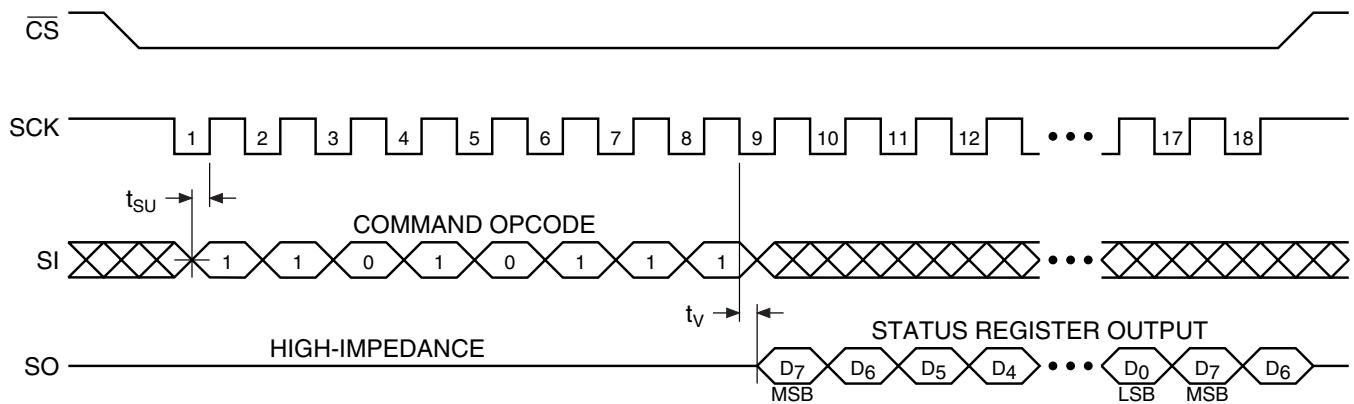 CS
SCK 1 2 3 4 5 6 7 8 9 10 11 12 17 18
tSU
COMMAND OPCODE
SI 1 1 0 1 0 1 1 1
tV
STATUS REGISTER OUTPUT
HIGH-IMPEDANCE
SO D7 D6 D5 D4 D0 D7 D6
MSB LSB MSB